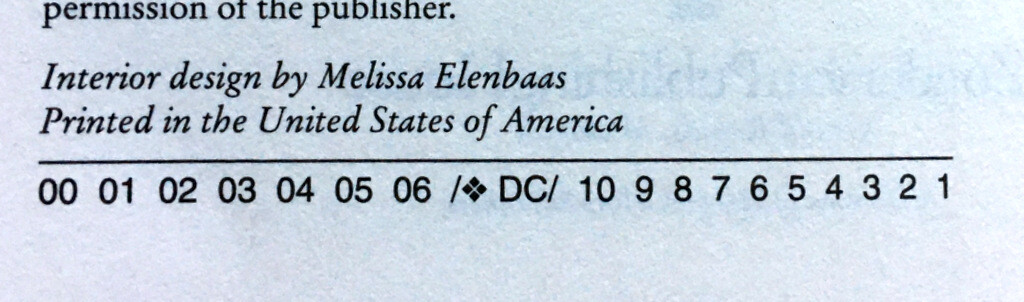 permission of the publisher.
Interior design by Melissa Elenbaas
Printed in the United States of America
00 01 02 03 04 05 06 /❖ DC/ 10 9 8 7 6 5 4 3 2 1